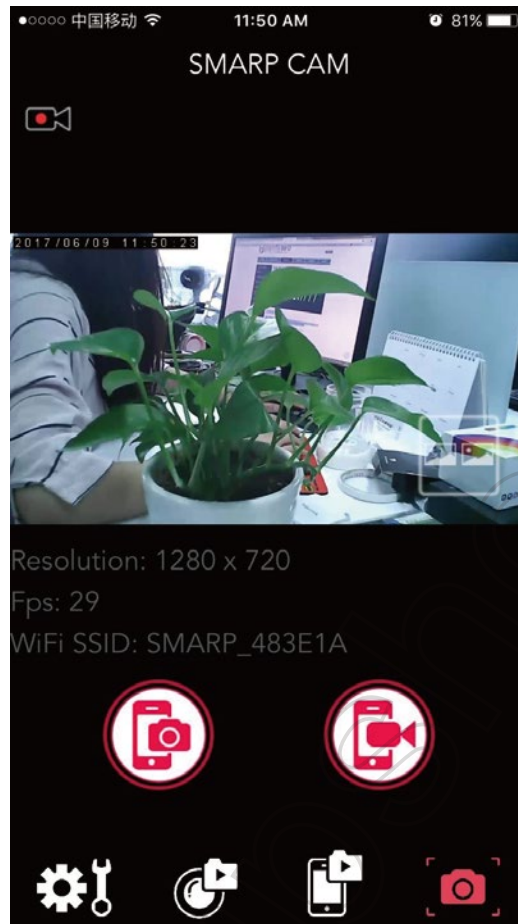 中国移动 11:50 AM 81%
SMARP CAM
2017/06/09 11:50:23
Resolution: 1280 x 720
Fps: 29
WiFi SSID: SMARP_483E1A